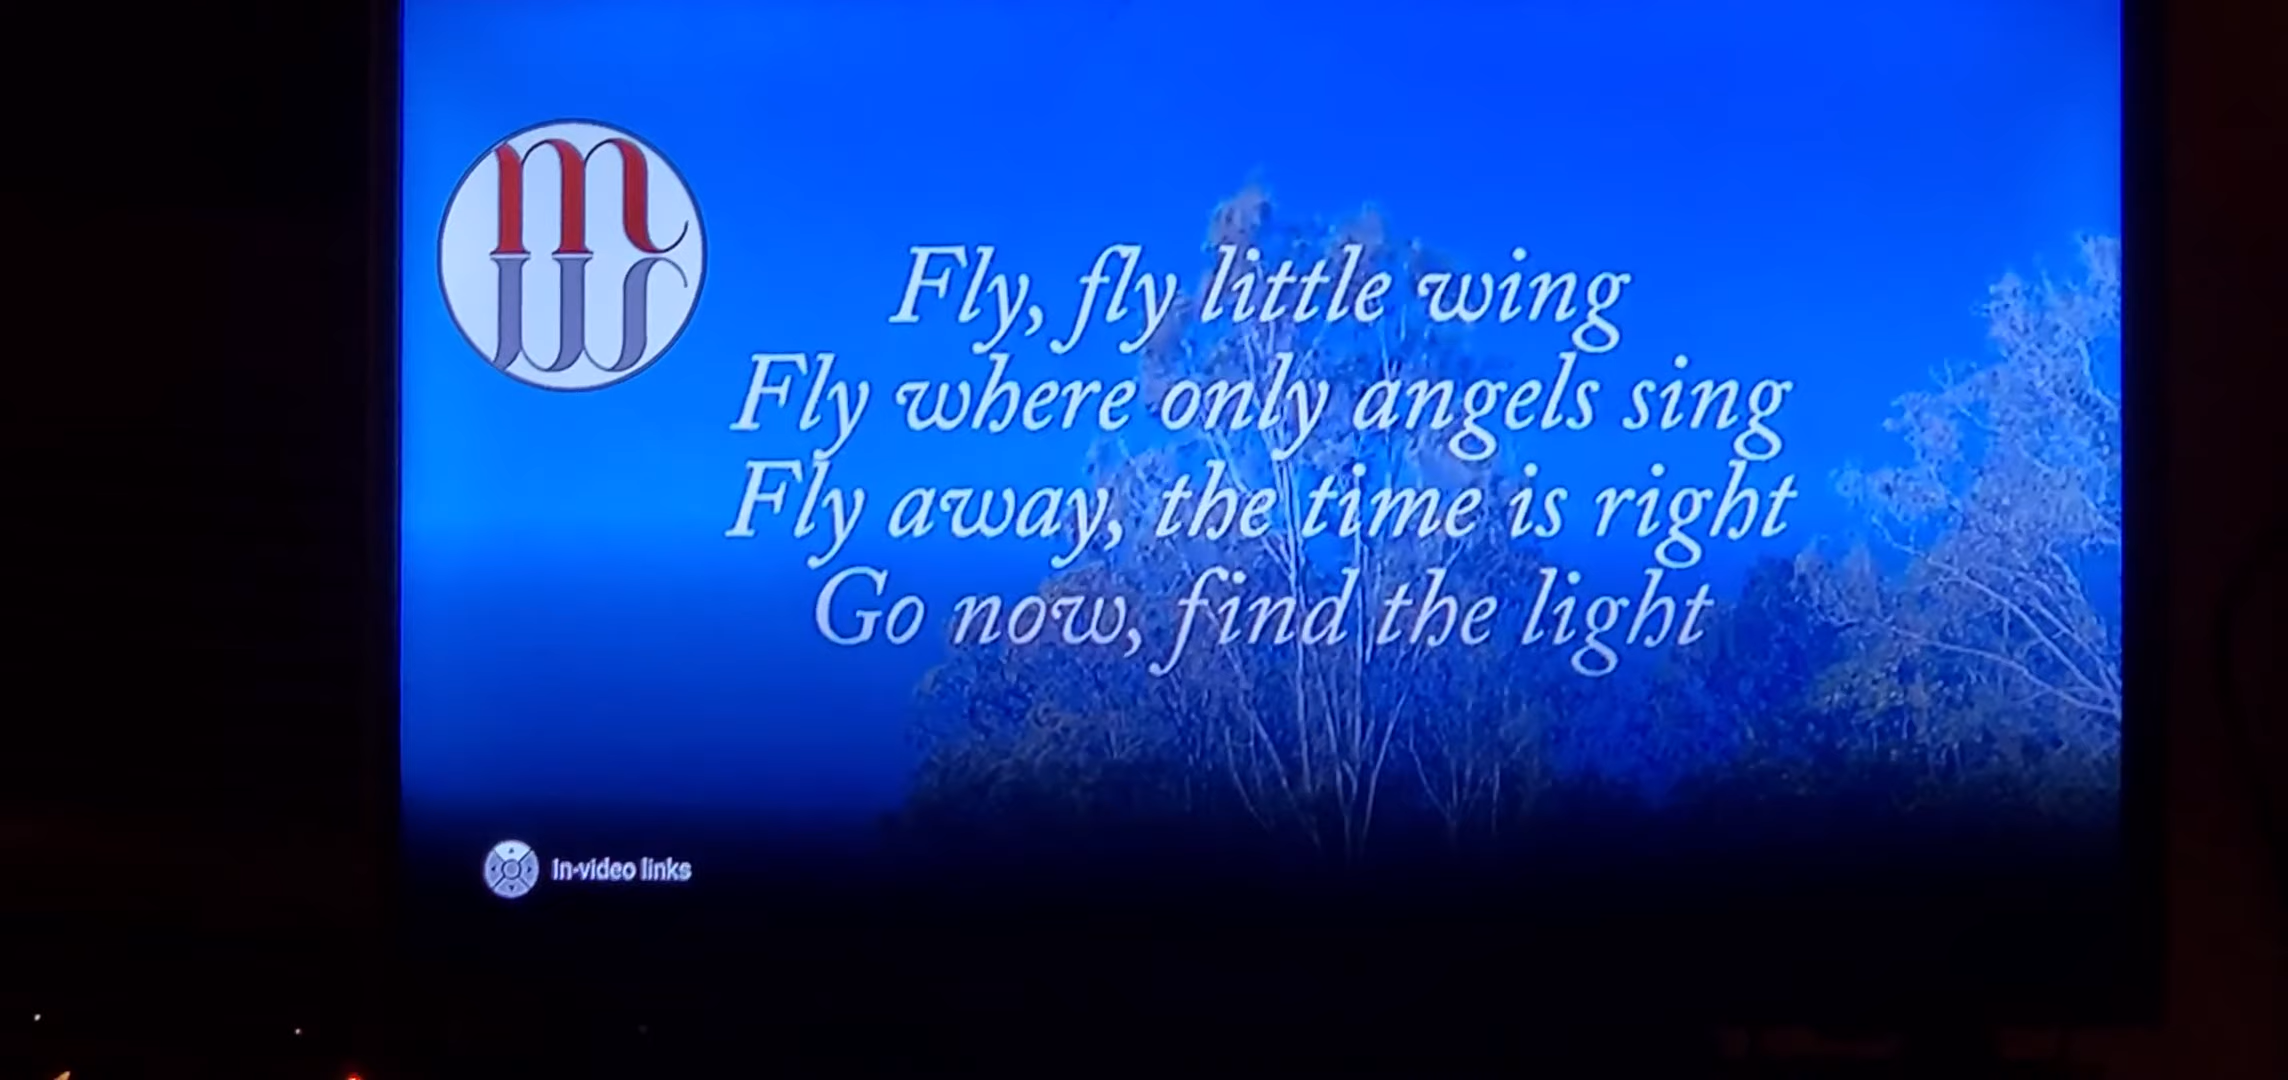 Fly, fly little wing
Fly where only angels sing
Fly away, the time is right
Go now, find the light
In-video links